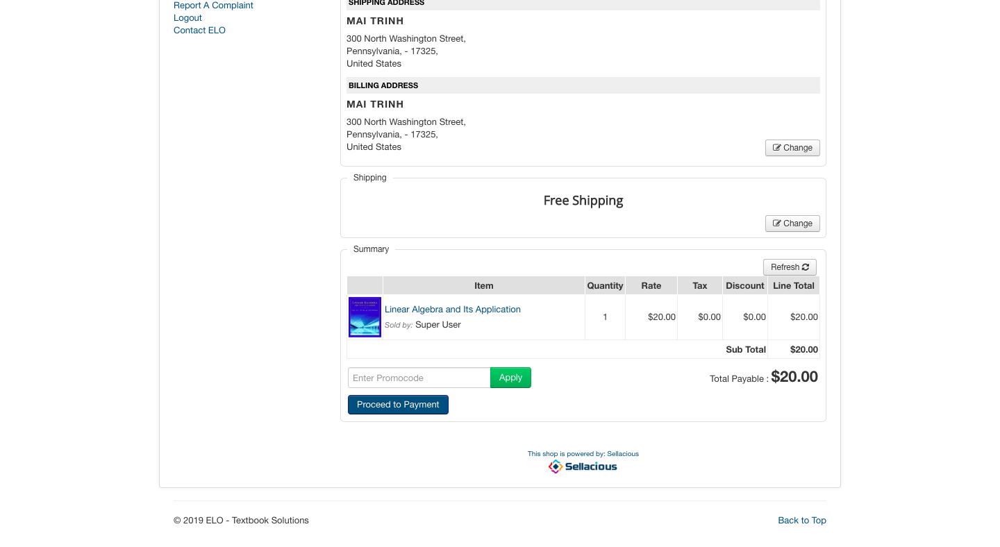 Report A Complaint
Logout
Contact ELO
SHIPPING ADDRESS
MAI TRINH
300 North Washington Street,
Pennsylvania, - 17325,
United States
BILLING ADDRESS
MAI TRINH
300 North Washington Street,
Pennsylvania, - 17325,
United States
Change
Shipping
Free Shipping
Change
Summary
Refresh
Item Quantity Rate Tax Discount Line Total
LINEAR ALGEBRA
Linear Algebra and Its Application
Sold by: Super User
1 $20.00 $0.00 $0.00 $20.00
Sub Total $20.00
Enter Promocode Apply
Total Payable : $20.00
Proceed to Payment
This shop is powered by: Sellacious
Sellacious
© 2019 ELO - Textbook Solutions
Back to Top